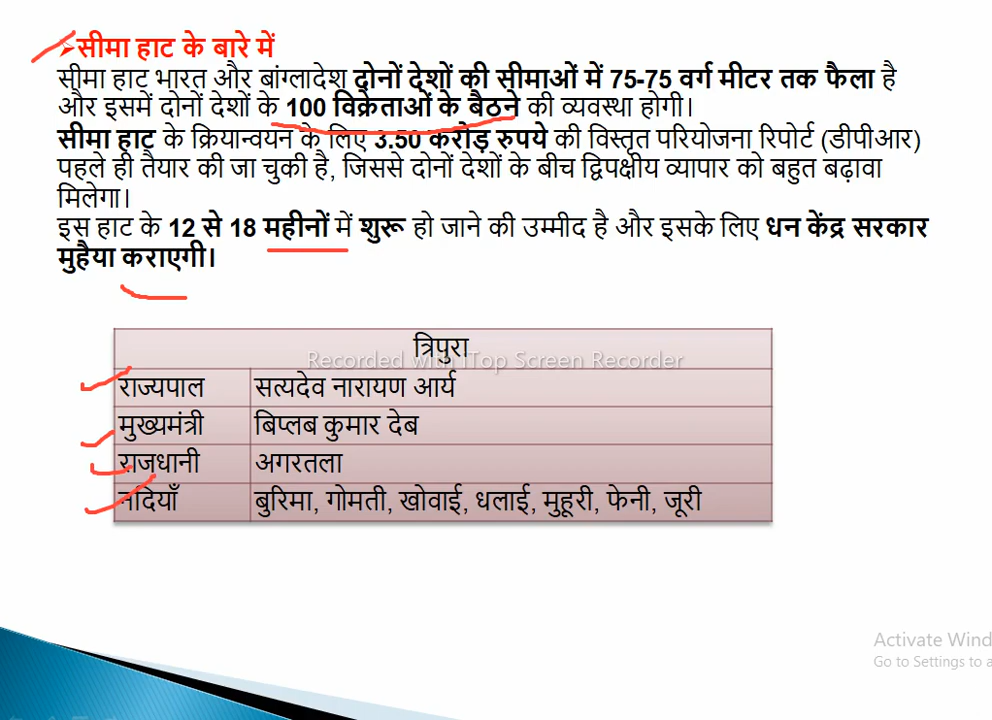 ➢सीमा हाट के बारे में
सीमा हाट भारत और बांग्लादेश दोनों देशों की सीमाओं में 75-75 वर्ग मीटर तक फैला है
और इसमें दोनों देशों के 100 विक्रेताओं के बैठने की व्यवस्था होगी।
सीमा हाट के क्रियान्वयन के लिए 3.50 करोड़ रुपये की विस्तृत परियोजना रिपोर्ट (डीपीआर)
पहले ही तैयार की जा चुकी है, जिससे दोनों देशों के बीच द्विपक्षीय व्यापार को बहुत बढ़ावा
मिलेगा।
इस हाट के 12 से 18 महीनों में शुरू हो जाने की उम्मीद है और इसके लिए धन केंद्र सरकार
मुहैया कराएगी।
त्रिपुरा
Recorded with iTop Screen Recorder
राज्यपाल सत्यदेव नारायण आर्य
मुख्यमंत्री बिप्लब कुमार देब
राजधानी अगरतला
नदियाँ बुरिमा, गोमती, खोवाई, धलाई, मुहूरी, फेनी, जूरी
Activate Wind
Go to Settings to a